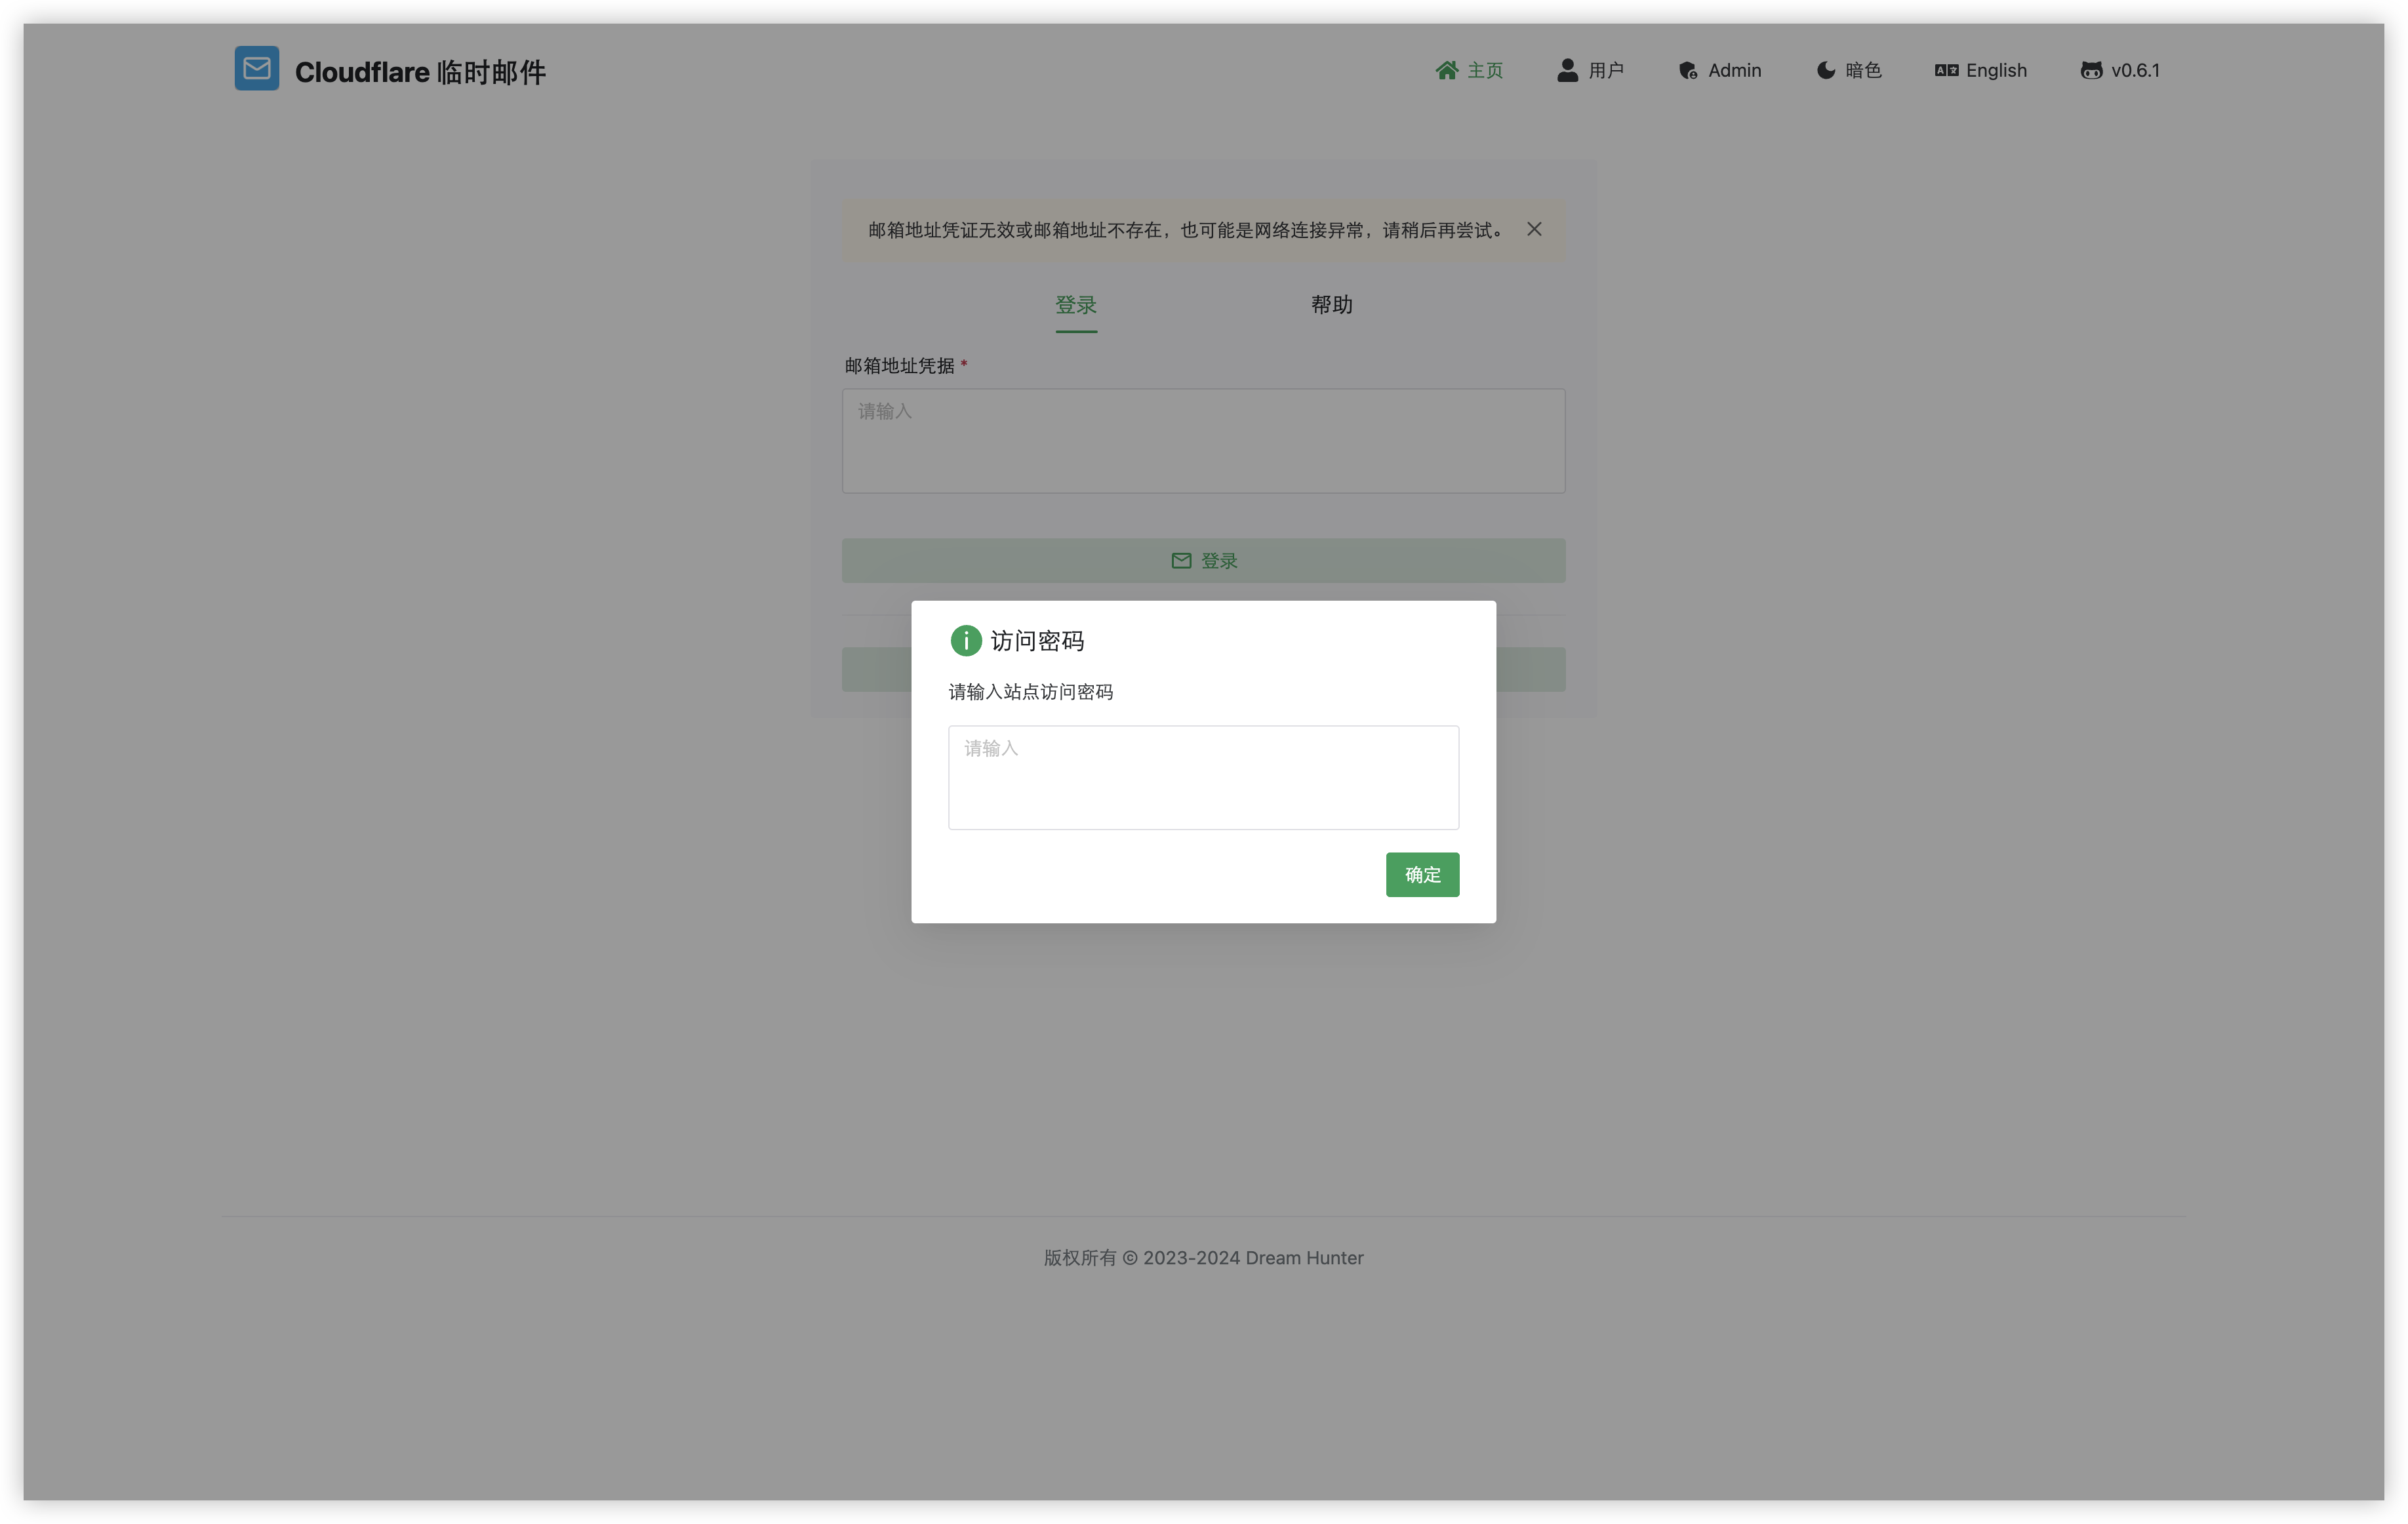 Cloudflare 临时邮件
主页
用户
Admin
暗色
English
v0.6.1
邮箱地址凭证无效或邮箱地址不存在，也可能是网络连接异常，请稍后再尝试。
登录
帮助
邮箱地址凭据 *
请输入
登录
访问密码
请输入站点访问密码
请输入
确定
版权所有 © 2023-2024 Dream Hunter